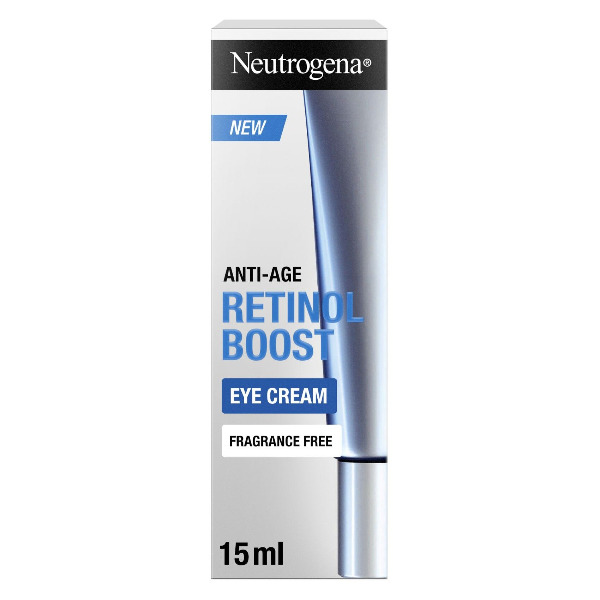 Neutrogena®
NEW
ANTI-AGE
RETINOL
BOOST
EYE CREAM
FRAGRANCE FREE
15 ml